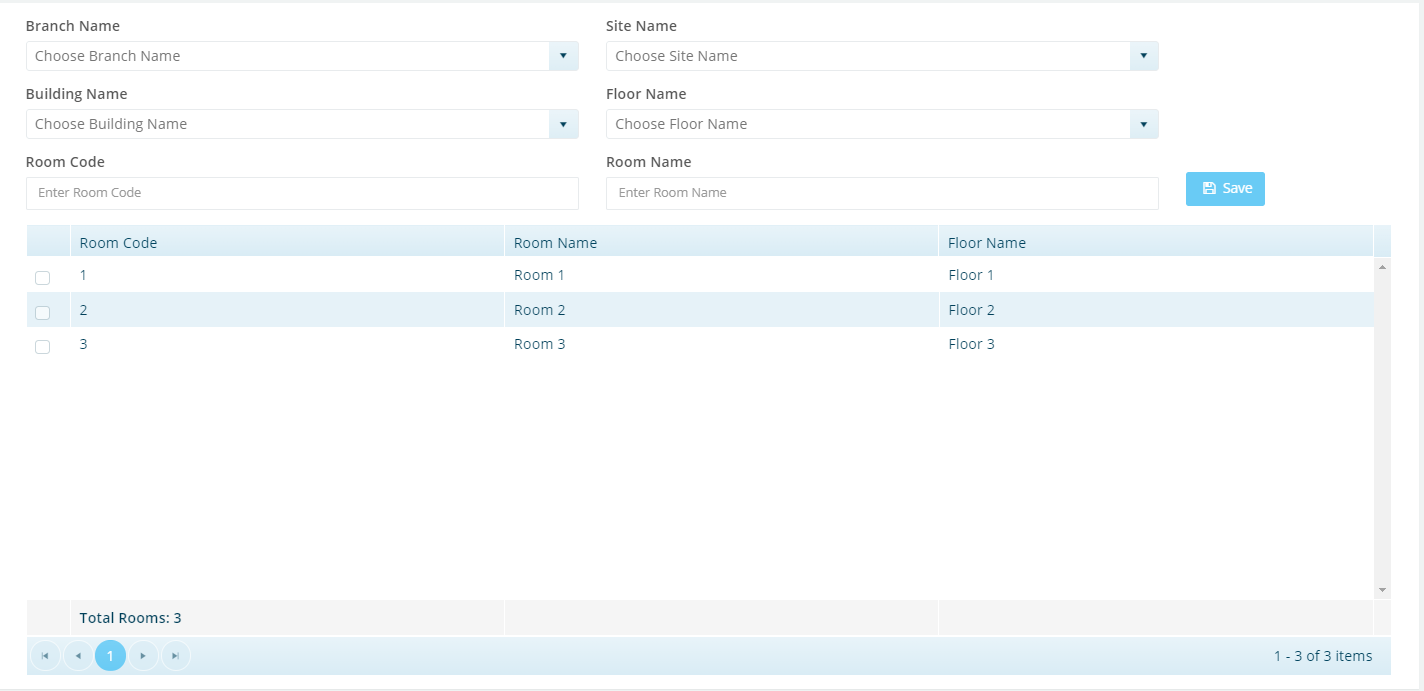 Branch Name Site Name
Choose Branch Name Choose Site Name
Building Name Floor Name
Choose Building Name Choose Floor Name
Room Code Room Name
Enter Room Code Enter Room Name Save
Room Code Room Name Floor Name
1 Room 1 Floor 1
2 Room 2 Floor 2
3 Room 3 Floor 3
Total Rooms: 3
1 1 - 3 of 3 items